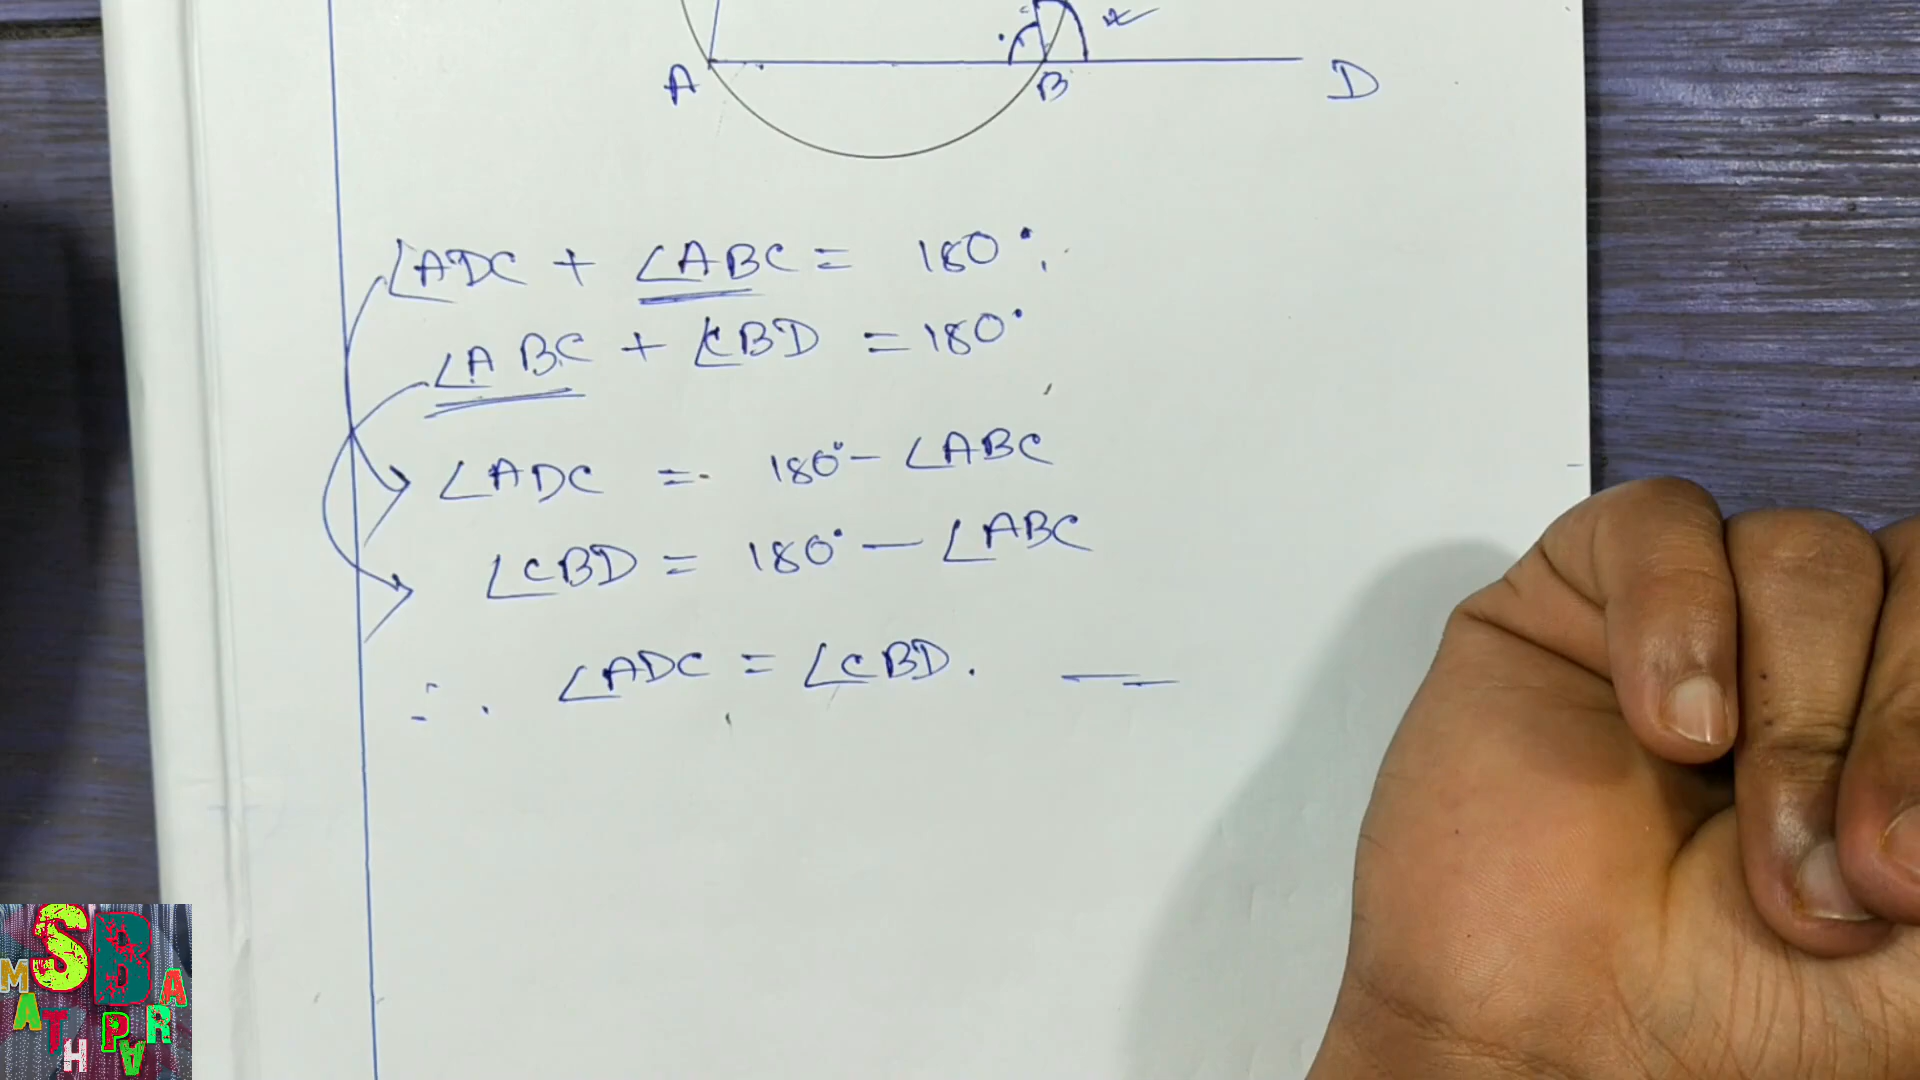 A B D
∠ADC + ∠ABC = 180°
∠ABC + ∠CBD = 180°
∠ADC = 180° - ∠ABC
∠CBD = 180° - ∠ABC
∴ ∠ADC = ∠CBD.
SB
MATH PARA